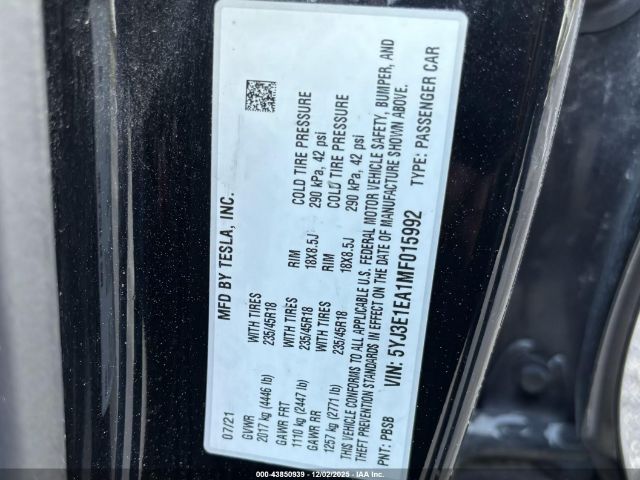 MFD BY TESLA, INC.
07/21
GVWR
2017 kg (4446 lb)
GAWR FRT WITH TIRES RIM COLD TIRE PRESSURE
1110 kg (2447 lb) 235/45R18 18X8.5J 290 kPa, 42 psi
GAWR RR WITH TIRES RIM COLD TIRE PRESSURE
1257 kg (2771 lb) 235/45R18 18X8.5J 290 kPa, 42 psi
THIS VEHICLE CONFORMS TO ALL APPLICABLE U.S. FEDERAL MOTOR VEHICLE SAFETY, BUMPER, AND
THEFT PREVENTION STANDARDS IN EFFECT ON THE DATE OF MANUFACTURE SHOWN ABOVE.
VIN: 5YJ3E1EA1MF015992
PNT: PBSB TYPE: PASSENGER CAR
000-43850939 | 12/02/2025 - IAA Inc.